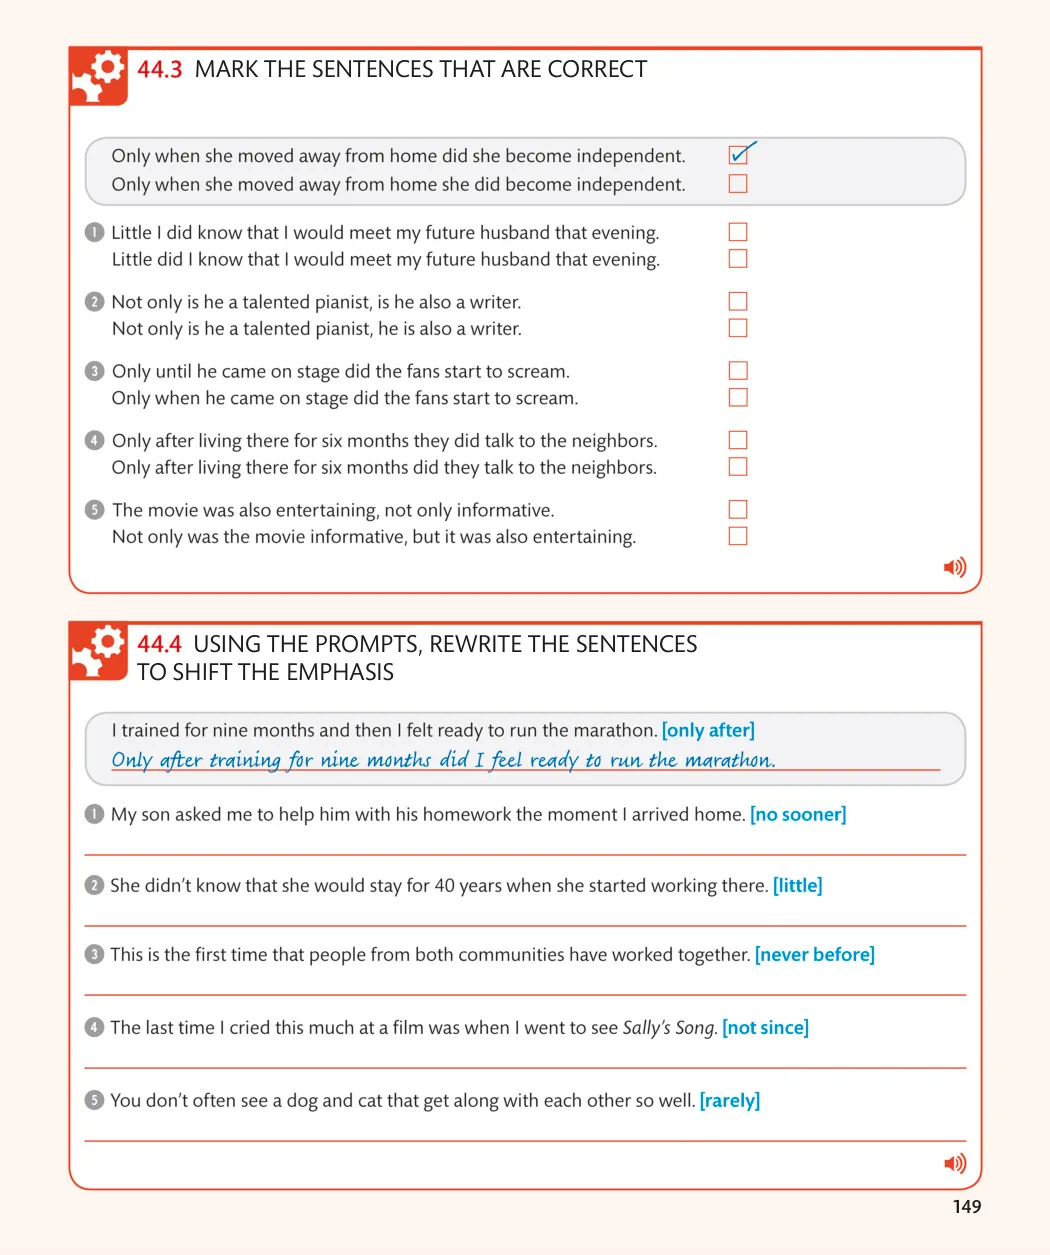 44.3 MARK THE SENTENCES THAT ARE CORRECT
Only when she moved away from home did she become independent.
Only when she moved away from home she did become independent.
1 Little I did know that I would meet my future husband that evening.
Little did I know that I would meet my future husband that evening.
2 Not only is he a talented pianist, is he also a writer.
Not only is he a talented pianist, he is also a writer.
3 Only until he came on stage did the fans start to scream.
Only when he came on stage did the fans start to scream.
4 Only after living there for six months they did talk to the neighbors.
Only after living there for six months did they talk to the neighbors.
5 The movie was also entertaining, not only informative.
Not only was the movie informative, but it was also entertaining.
44.4 USING THE PROMPTS, REWRITE THE SENTENCES
TO SHIFT THE EMPHASIS
I trained for nine months and then I felt ready to run the marathon. [only after]
Only after training for nine months did I feel ready to run the marathon.
1 My son asked me to help him with his homework the moment I arrived home. [no sooner]
2 She didn’t know that she would stay for 40 years when she started working there. [little]
3 This is the first time that people from both communities have worked together. [never before]
4 The last time I cried this much at a film was when I went to see Sally’s Song. [not since]
5 You don’t often see a dog and cat that get along with each other so well. [rarely]
149